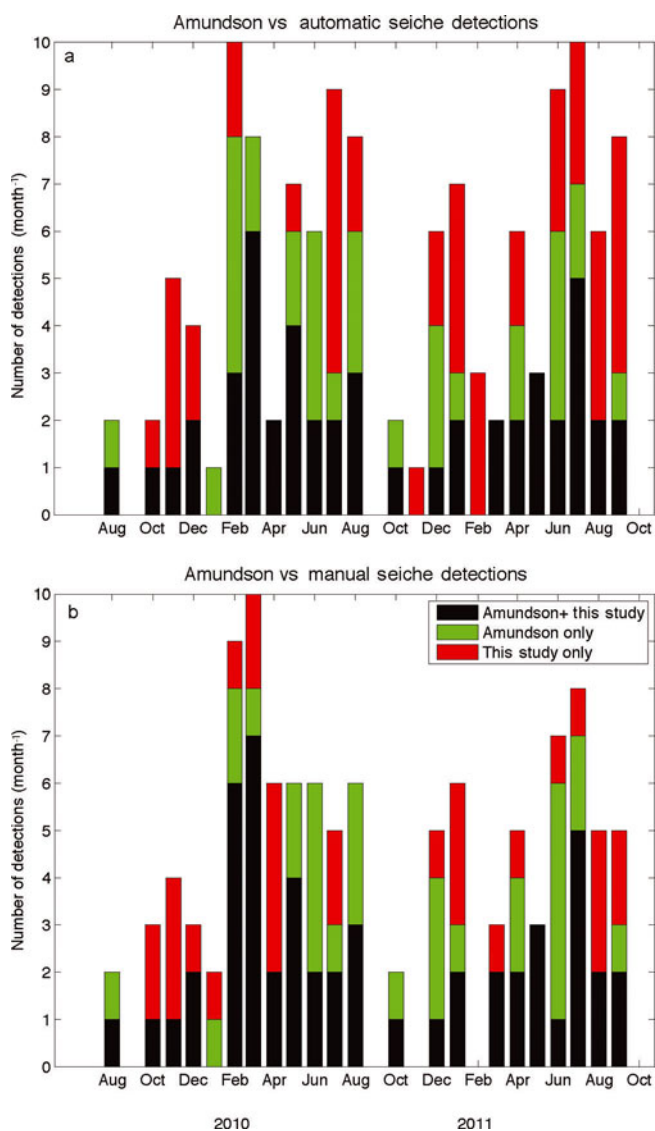 Amundson vs automatic seiche detections
a
Number of detections (month⁻¹)
10
9
8
7
6
5
4
3
2
1
0
Aug Oct Dec Feb Apr Jun Aug Oct Dec Feb Apr Jun Aug Oct
Amundson vs manual seiche detections
b
Amundson+ this study
Amundson only
This study only
Number of detections (month⁻¹)
10
9
8
7
6
5
4
3
2
1
0
Aug Oct Dec Feb Apr Jun Aug Oct Dec Feb Apr Jun Aug Oct
2010 2011